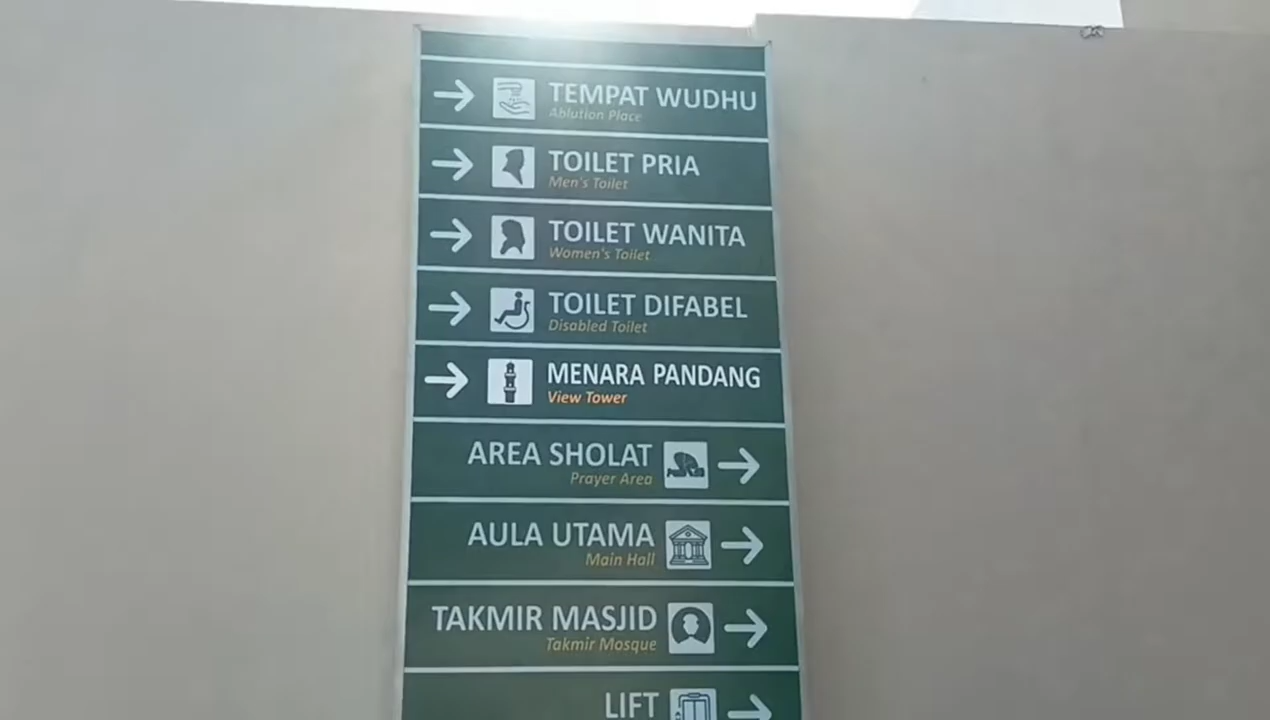 TEMPAT WUDHU
Ablution Place
TOILET PRIA
Men's Toilet
TOILET WANITA
Women's Toilet
TOILET DIFABEL
Disabled Toilet
MENARA PANDANG
View Tower
AREA SHOLAT
Prayer Area
AULA UTAMA
Main Hall
TAKMIR MASJID
Takmir Mosque
LIFT